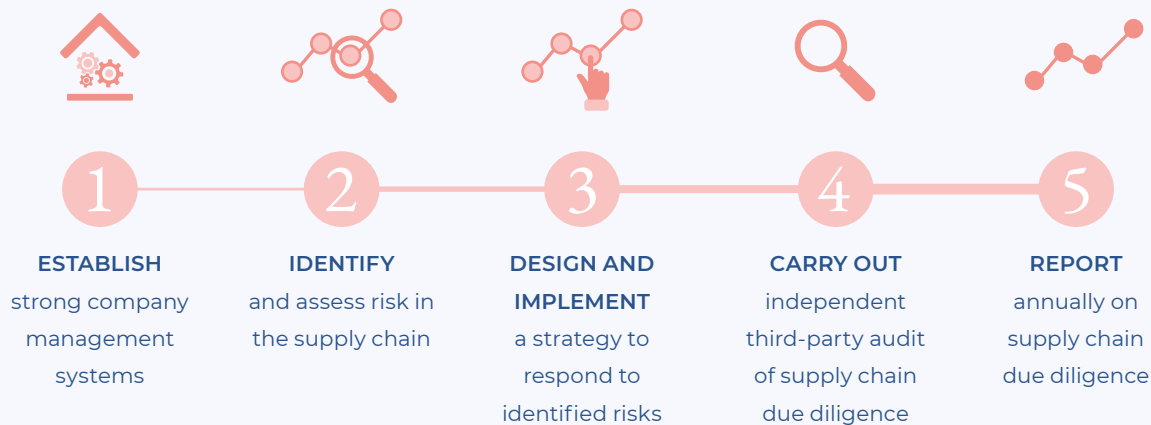 1
ESTABLISH
strong company
management
systems
2
IDENTIFY
and assess risk in
the supply chain
3
DESIGN AND
IMPLEMENT
a strategy to
respond to
identified risks
4
CARRY OUT
independent
third-party audit
of supply chain
due diligence
5
REPORT
annually on
supply chain
due diligence